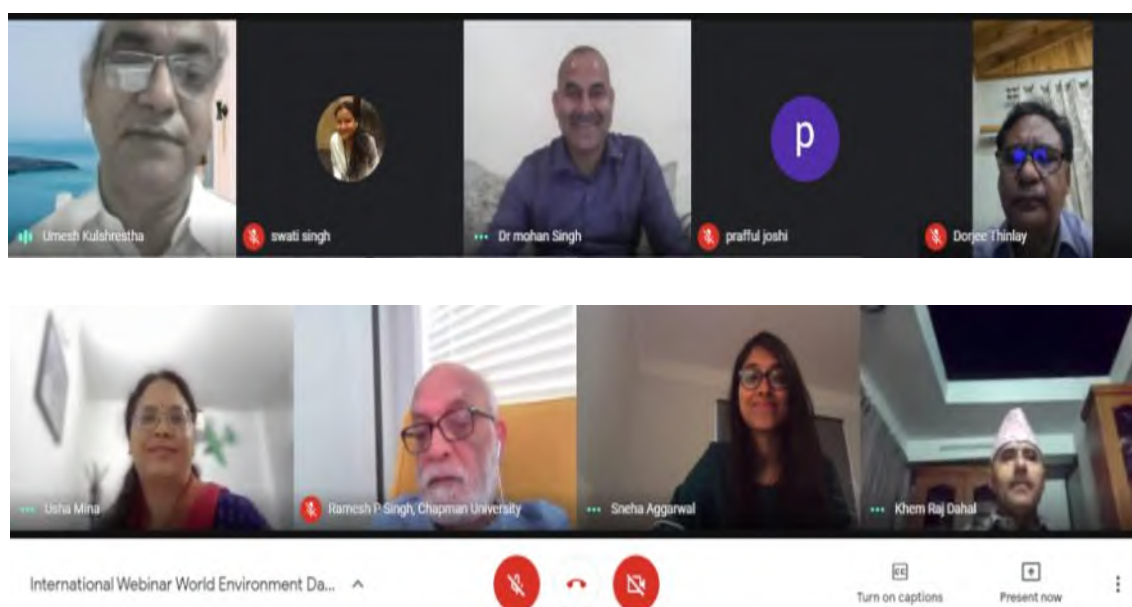 Umesh Kulshrestha
swati singh
Dr mohan Singh
p
prafful joshi
Dorjee Thinlay
Usha Mina
Ramesh P Singh, Chapman University
Sneha Aggarwal
Khem Raj Dahal
International Webinar World Environment Da...
CC
Turn on captions
Present now